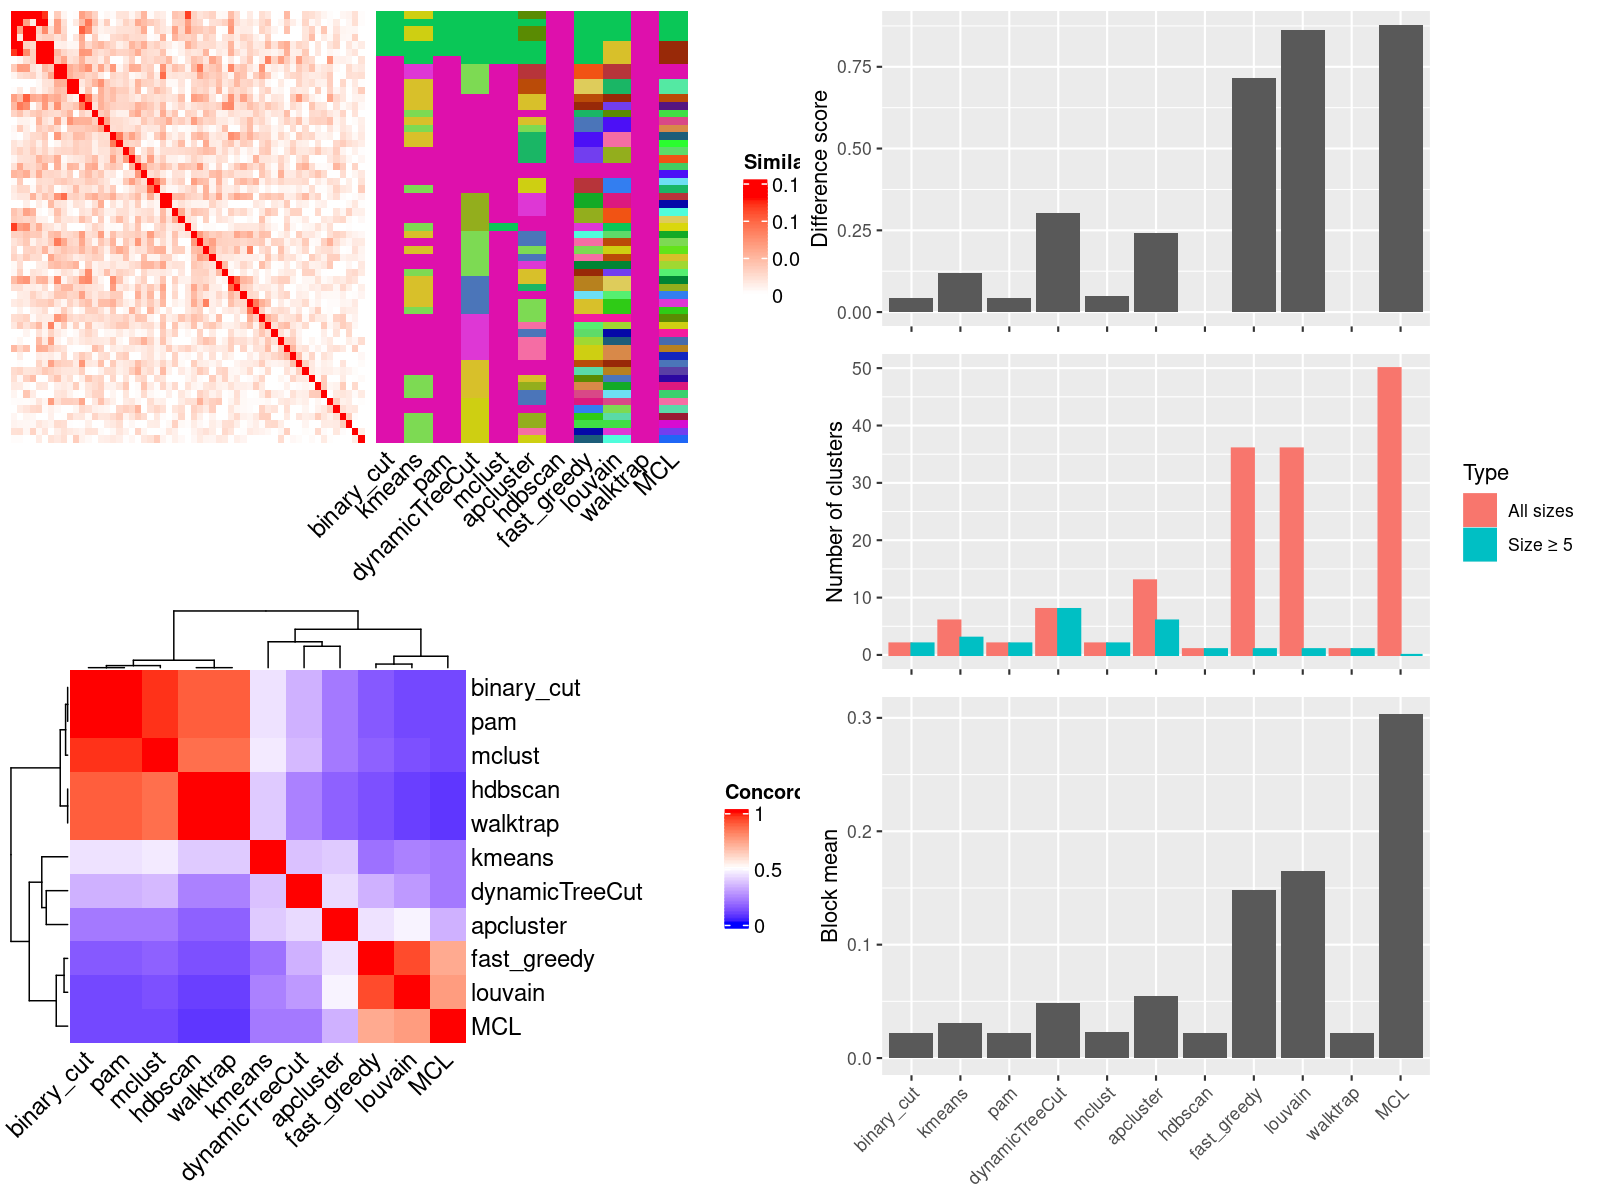 Simila
0.1
0.1
0.0
0
binary_cut
kmeans
pam
dynamicTreeCut
mclust
apcluster
hdbscan
fast_greedy
louvain
walktrap
MCL
binary_cut
pam
mclust
hdbscan
walktrap
kmeans
dynamicTreeCut
apcluster
fast_greedy
louvain
MCL
binary_cut
pam
mclust
hdbscan
walktrap
kmeans
dynamicTreeCut
apcluster
fast_greedy
louvain
MCL
Concord
1
0.5
0
Difference score
0.75
0.50
0.25
0.00
Number of clusters
50
40
30
20
10
0
Type
All sizes
Size ≥ 5
Block mean
0.3
0.2
0.1
0.0
binary_cut
kmeans
pam
dynamicTreeCut
mclust
apcluster
hdbscan
fast_greedy
louvain
walktrap
MCL